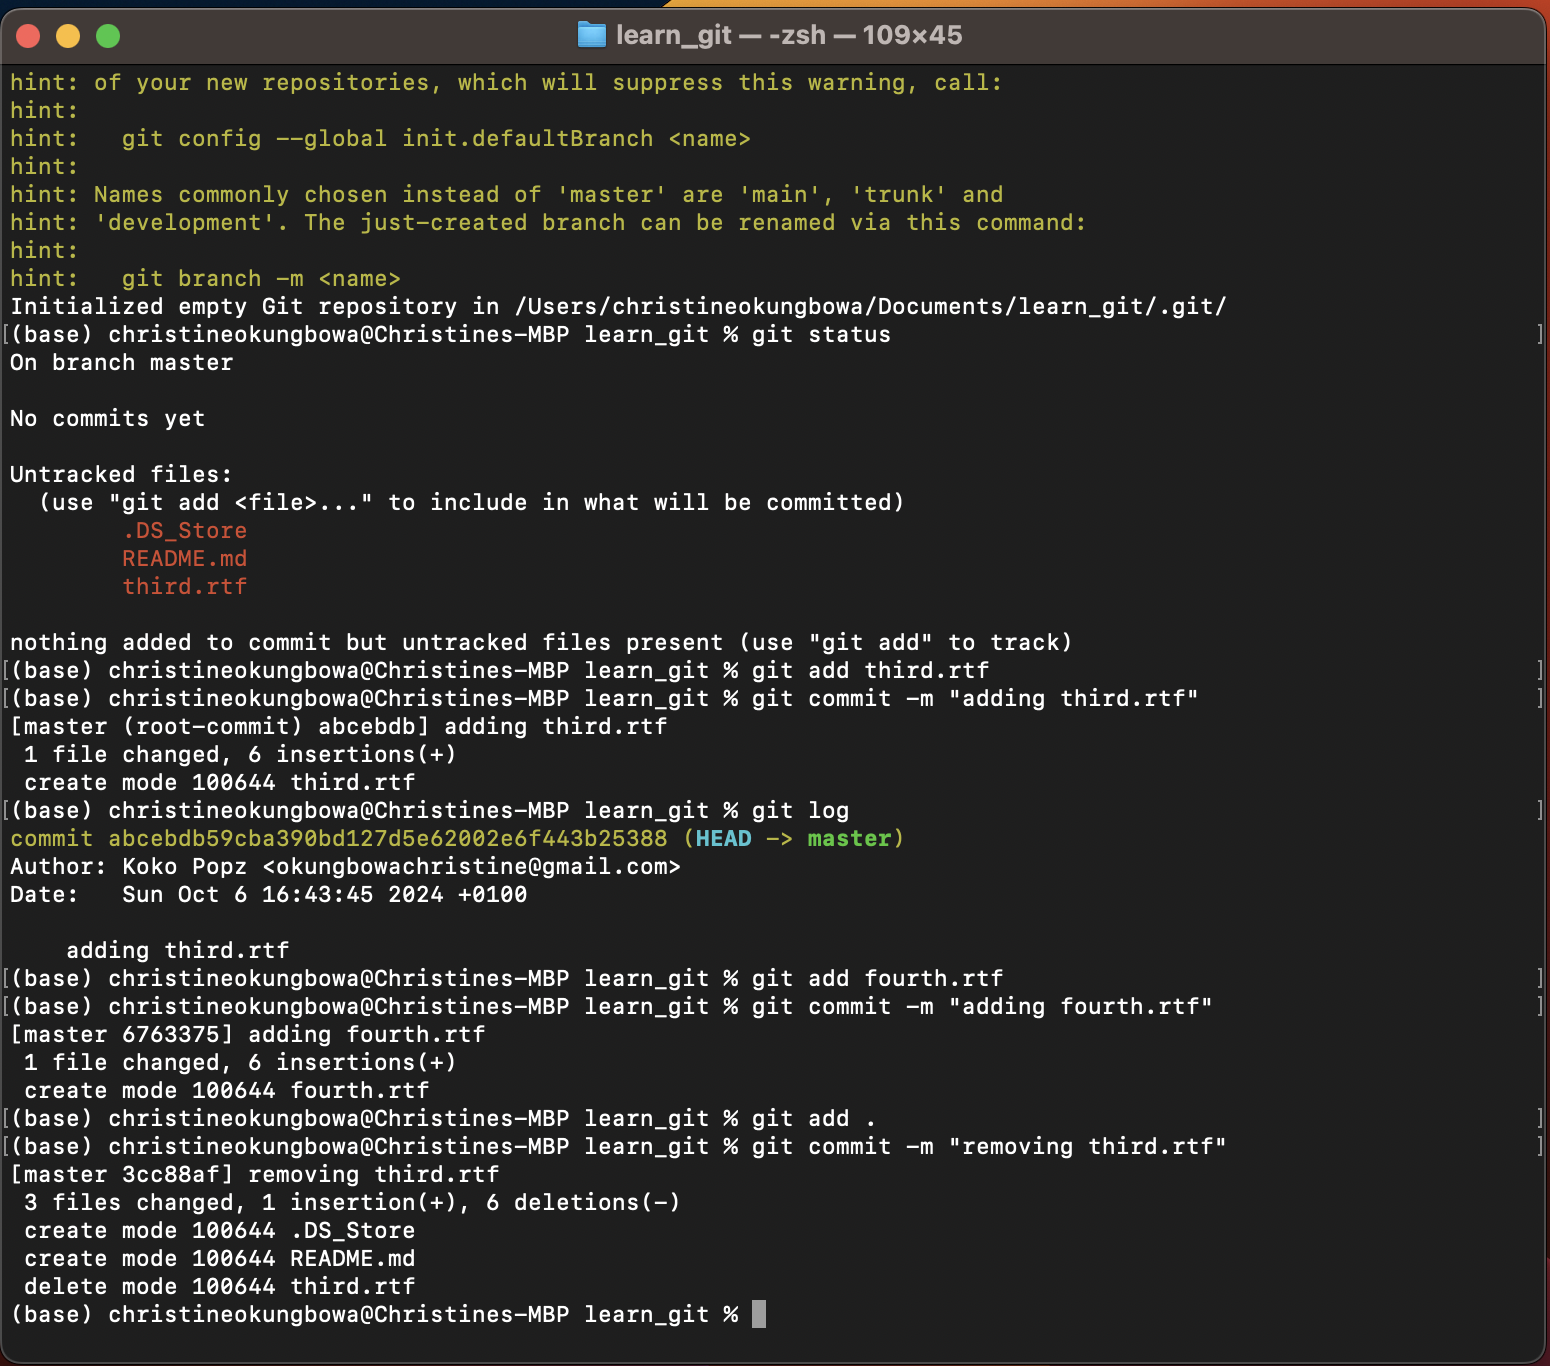 learn_git — -zsh — 109×45
hint: of your new repositories, which will suppress this warning, call:
hint:
hint:   git config --global init.defaultBranch <name>
hint:
hint: Names commonly chosen instead of 'master' are 'main', 'trunk' and
hint: 'development'. The just-created branch can be renamed via this command:
hint:
hint:   git branch -m <name>
Initialized empty Git repository in /Users/christineokungbowa/Documents/learn_git/.git/
[(base) christineokungbowa@Christines-MBP learn_git % git status ]
On branch master
No commits yet
Untracked files:
  (use "git add <file>..." to include in what will be committed)
        .DS_Store
        README.md
        third.rtf
nothing added to commit but untracked files present (use "git add" to track)
[(base) christineokungbowa@Christines-MBP learn_git % git add third.rtf ]
[(base) christineokungbowa@Christines-MBP learn_git % git commit -m "adding third.rtf" ]
[master (root-commit) abcebdb] adding third.rtf
 1 file changed, 6 insertions(+)
 create mode 100644 third.rtf
[(base) christineokungbowa@Christines-MBP learn_git % git log ]
commit abcebdb59cba390bd127d5e62002e6f443b25388 (HEAD -> master)
Author: Koko Popz <okungbowachristine@gmail.com>
Date:   Sun Oct 6 16:43:45 2024 +0100
    adding third.rtf
[(base) christineokungbowa@Christines-MBP learn_git % git add fourth.rtf ]
[(base) christineokungbowa@Christines-MBP learn_git % git commit -m "adding fourth.rtf" ]
[master 6763375] adding fourth.rtf
 1 file changed, 6 insertions(+)
 create mode 100644 fourth.rtf
[(base) christineokungbowa@Christines-MBP learn_git % git add . ]
[(base) christineokungbowa@Christines-MBP learn_git % git commit -m "removing third.rtf" ]
[master 3cc88af] removing third.rtf
 3 files changed, 1 insertion(+), 6 deletions(-)
 create mode 100644 .DS_Store
 create mode 100644 README.md
 delete mode 100644 third.rtf
(base) christineokungbowa@Christines-MBP learn_git %